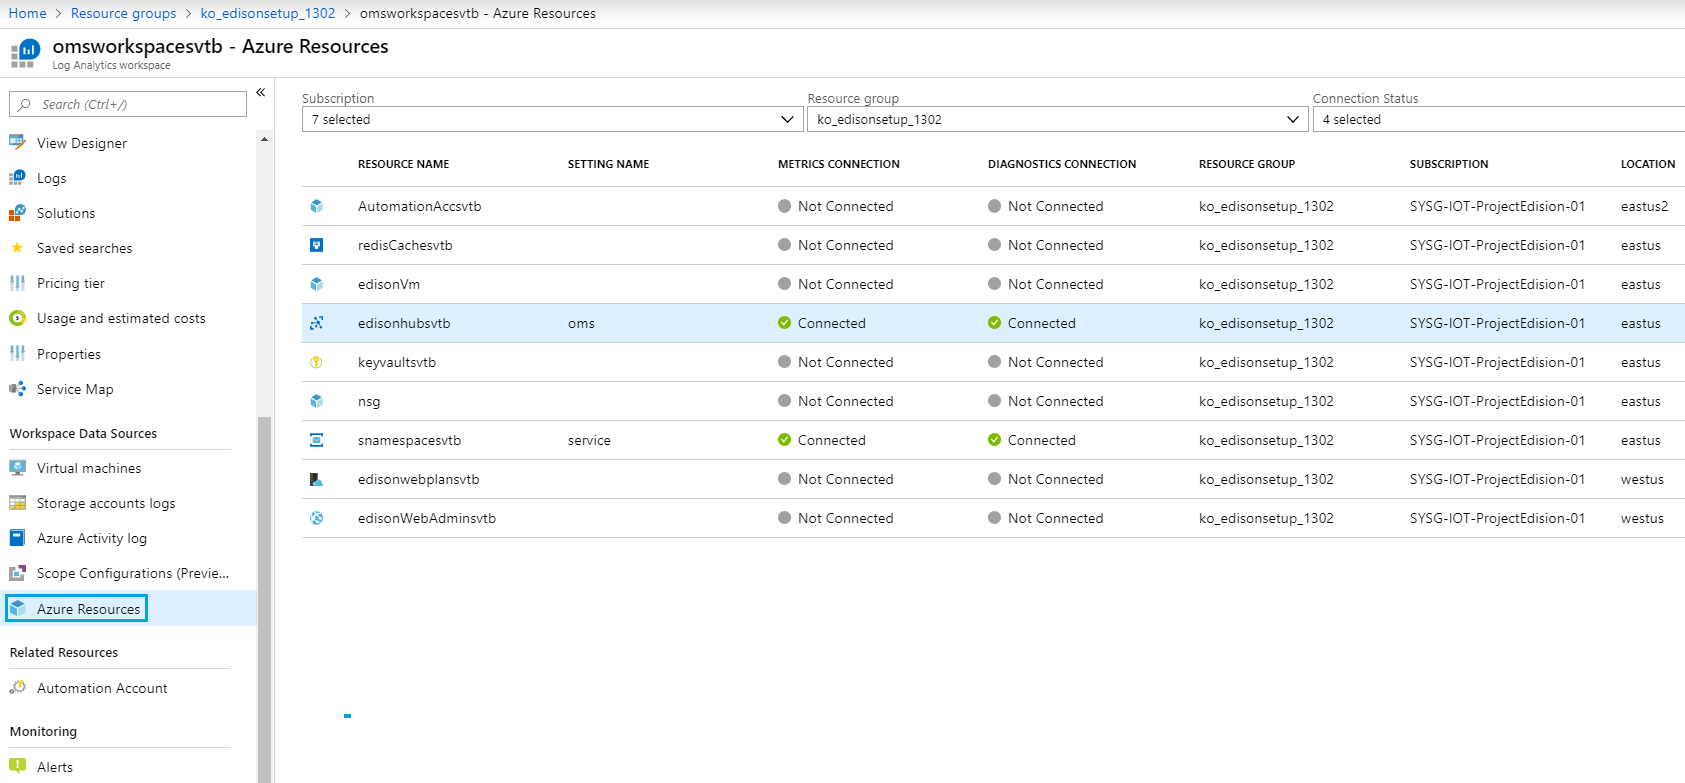 Home > Resource groups > ko_edisonsetup_1302 > omsworkspacesvtb - Azure Resources
omsworkspacesvtb - Azure Resources
Log Analytics workspace
Search (Ctrl+/)
View Designer
Logs
Solutions
Saved searches
Pricing tier
Usage and estimated costs
Properties
Service Map
Workspace Data Sources
Virtual machines
Storage accounts logs
Azure Activity log
Scope Configurations (Previe...
Azure Resources
Related Resources
Automation Account
Monitoring
Alerts
Subscription Resource group Connection Status
7 selected ko_edisonsetup_1302 4 selected
RESOURCE NAME SETTING NAME METRICS CONNECTION DIAGNOSTICS CONNECTION RESOURCE GROUP SUBSCRIPTION LOCATION
AutomationAccsvtb Not Connected Not Connected ko_edisonsetup_1302 SYSG-IOT-ProjectEdision-01 eastus2
redisCachesvtb Not Connected Not Connected ko_edisonsetup_1302 SYSG-IOT-ProjectEdision-01 eastus
edisonVm Not Connected Not Connected ko_edisonsetup_1302 SYSG-IOT-ProjectEdision-01 eastus
edisonhubsvtb oms Connected Connected ko_edisonsetup_1302 SYSG-IOT-ProjectEdision-01 eastus
keyvaultsvtb Not Connected Not Connected ko_edisonsetup_1302 SYSG-IOT-ProjectEdision-01 eastus
nsg Not Connected Not Connected ko_edisonsetup_1302 SYSG-IOT-ProjectEdision-01 eastus
snamespacesvtb service Connected Connected ko_edisonsetup_1302 SYSG-IOT-ProjectEdision-01 eastus
edisonwebplansvtb Not Connected Not Connected ko_edisonsetup_1302 SYSG-IOT-ProjectEdision-01 westus
edisonWebAdminsvtb Not Connected Not Connected ko_edisonsetup_1302 SYSG-IOT-ProjectEdision-01 westus